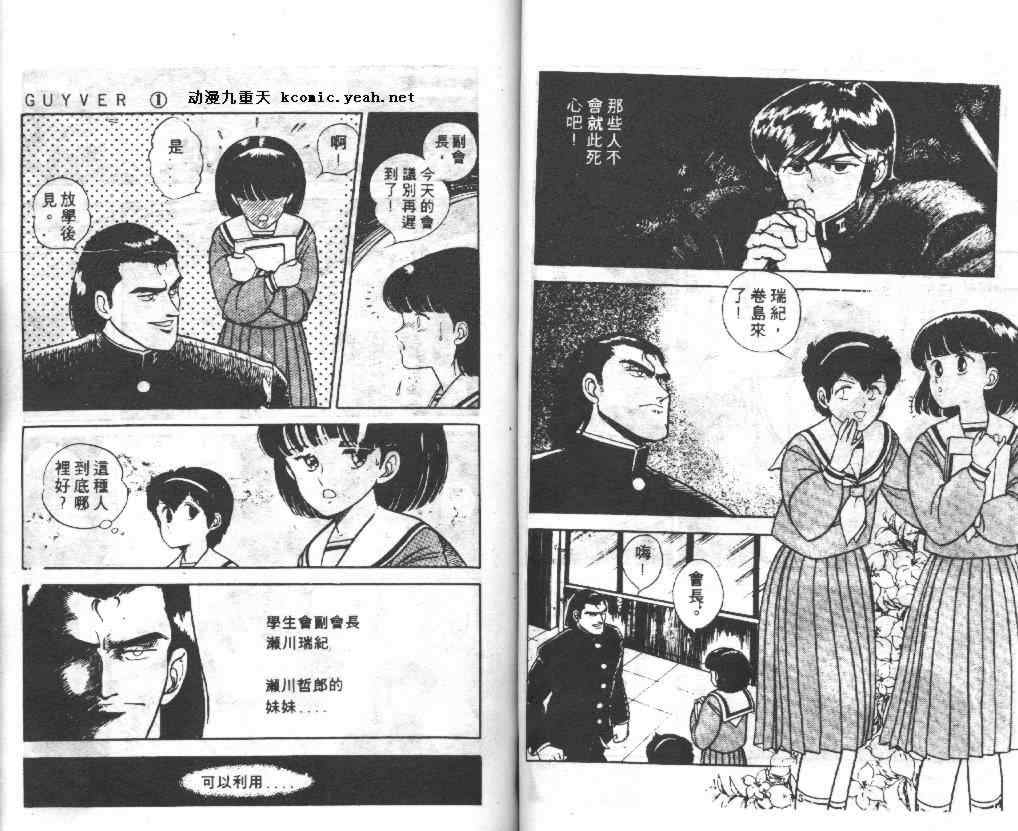 那些人不
會就此死
心吧！
瑞紀，
卷島來
了！
嗨！
會長。
GUYVER ①
动漫九重天 kcomic.yeah.net
副會
長，
今天的會
議別再遲
到了！
啊！
是...
放學後
見。
這種人
到底哪
裡好？
學生會副會長
瀨川瑞紀，
瀨川哲郎的
妹妹....
可以利用....